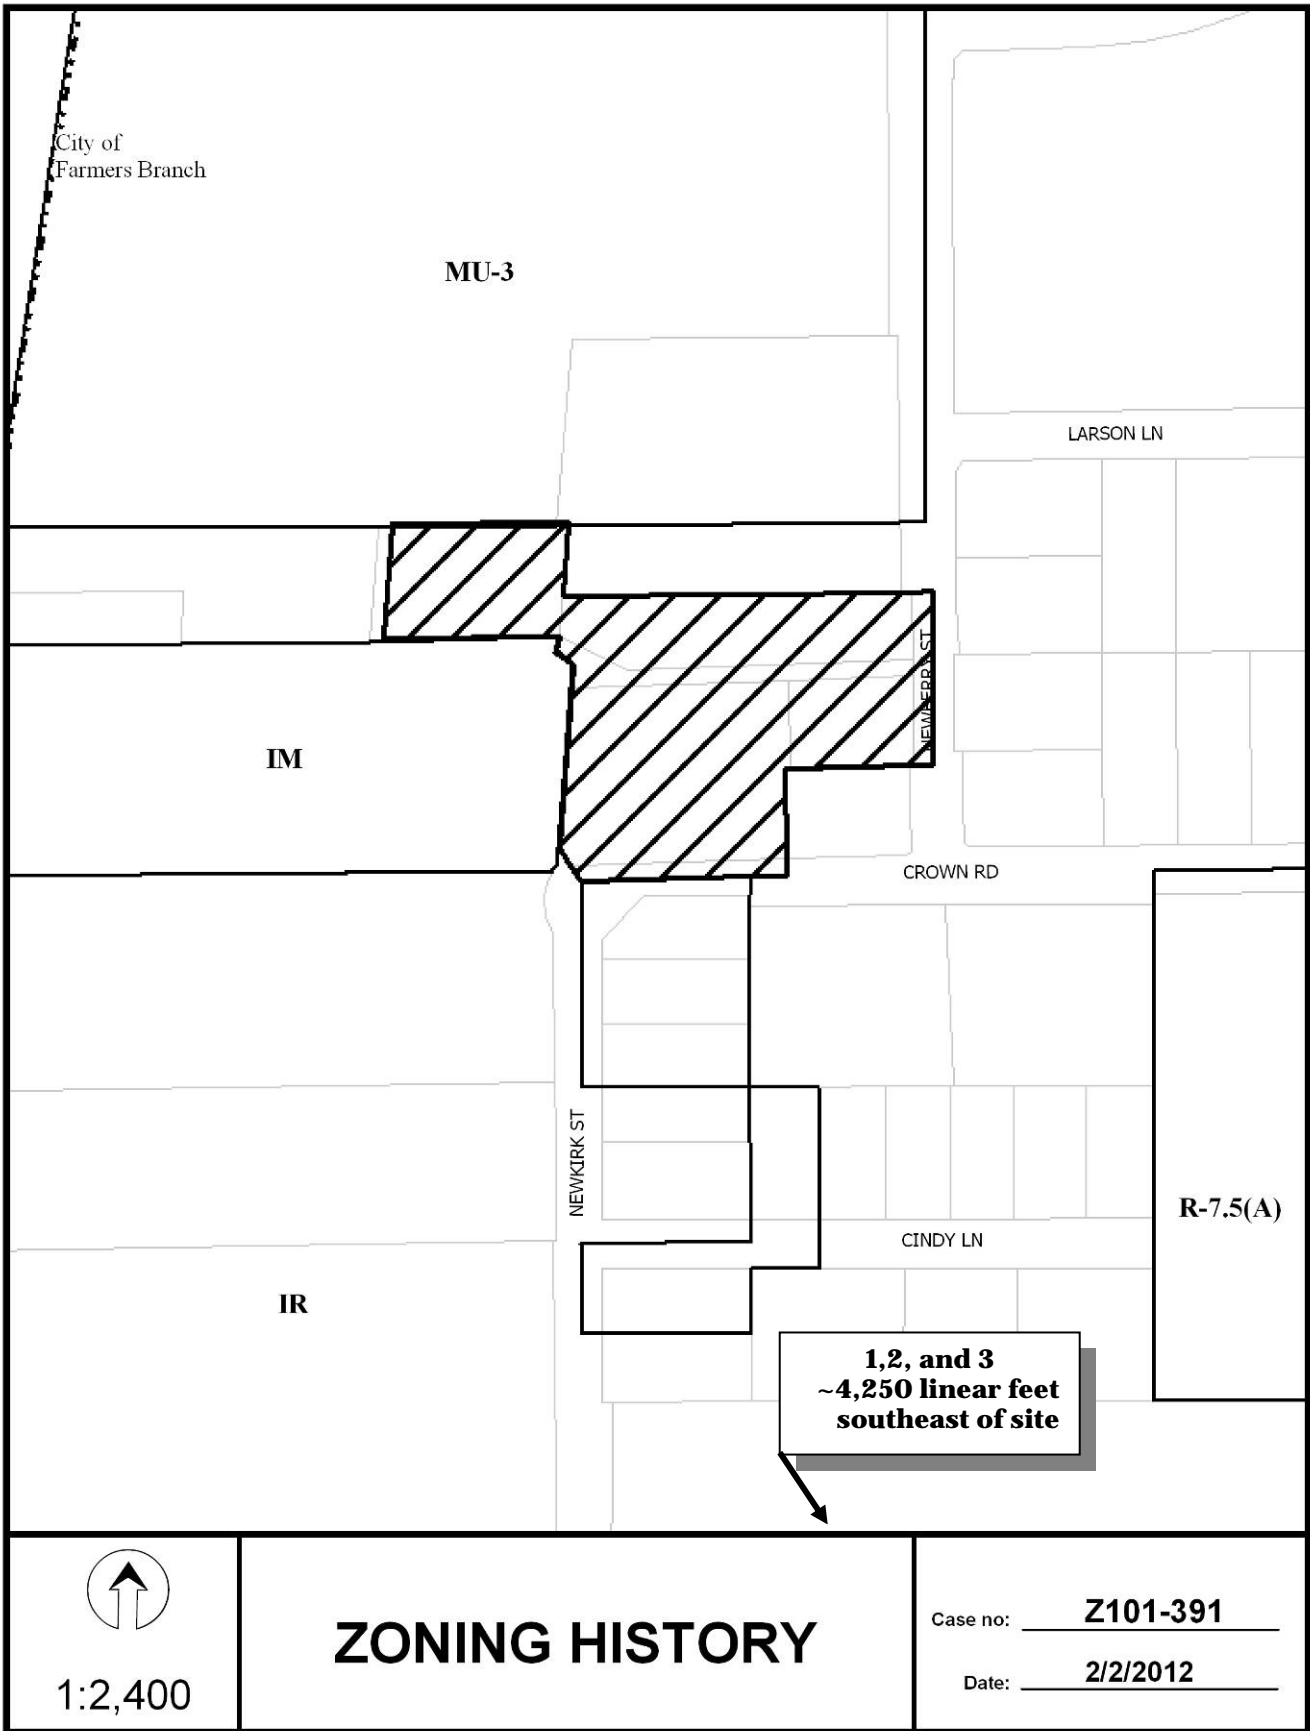 City of
Farmers Branch
MU-3
LARSON LN
NEWBERRY ST
IM
CROWN RD
NEWKIRK ST
R-7.5(A)
CINDY LN
IR
1,2, and 3
~4,250 linear feet
southeast of site
1:2,400
ZONING HISTORY
Case no: Z101-391
Date: 2/2/2012